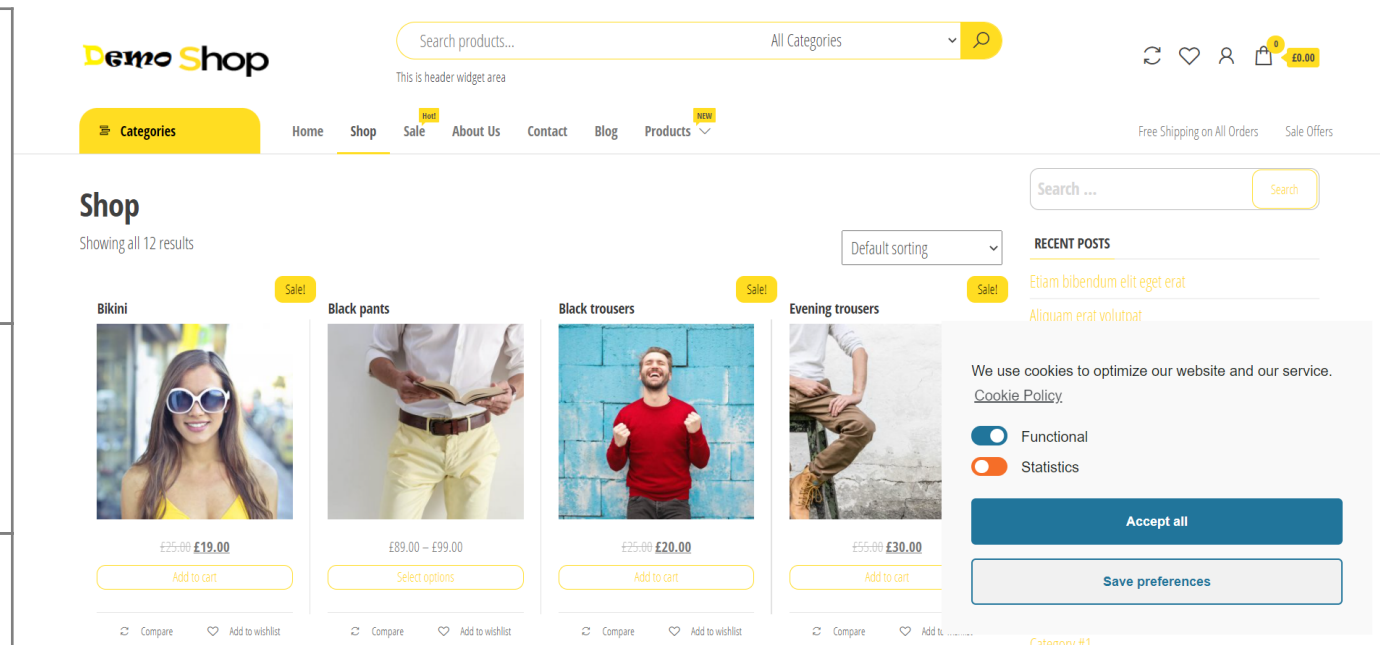 Demo Shop
Search products...
All Categories
This is header widget area
0
£0.00
Categories
Home
Shop
Hot!
Sale
About Us
Contact
Blog
NEW
Products
Free Shipping on All Orders
Sale Offers
Shop
Showing all 12 results
Default sorting
Search ...
Search
RECENT POSTS
Etiam bibendum elit eget erat
Aliquam erat volutpat
Sale!
Bikini
£25.00 £19.00
Add to cart
Compare
Add to wishlist
Black pants
£89.00 – £99.00
Select options
Compare
Add to wishlist
Sale!
Black trousers
£25.00 £20.00
Add to cart
Compare
Add to wishlist
Sale!
Evening trousers
£55.00 £30.00
Add to cart
Compare
Add to
We use cookies to optimize our website and our service.
Cookie Policy
Functional
Statistics
Accept all
Save preferences
Category #1